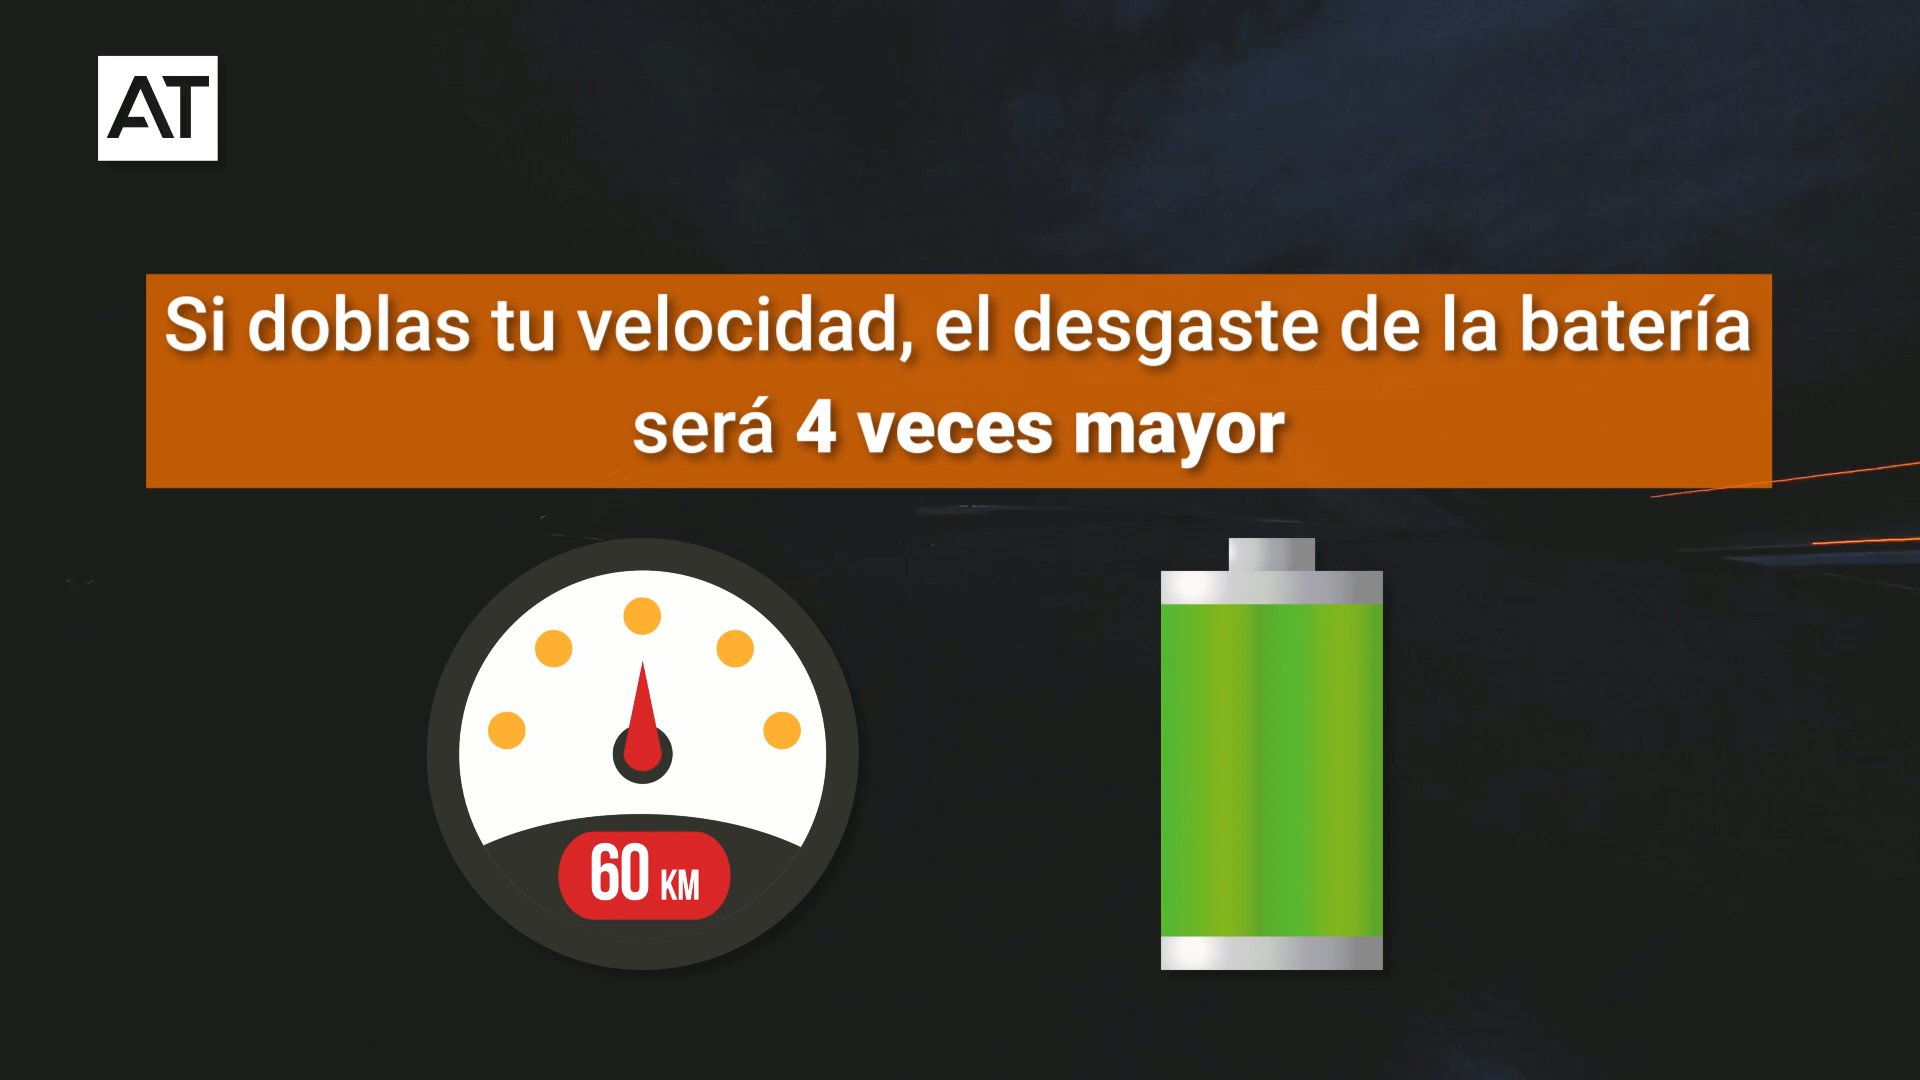 AT
Si doblas tu velocidad, el desgaste de la batería
será 4 veces mayor
60 KM